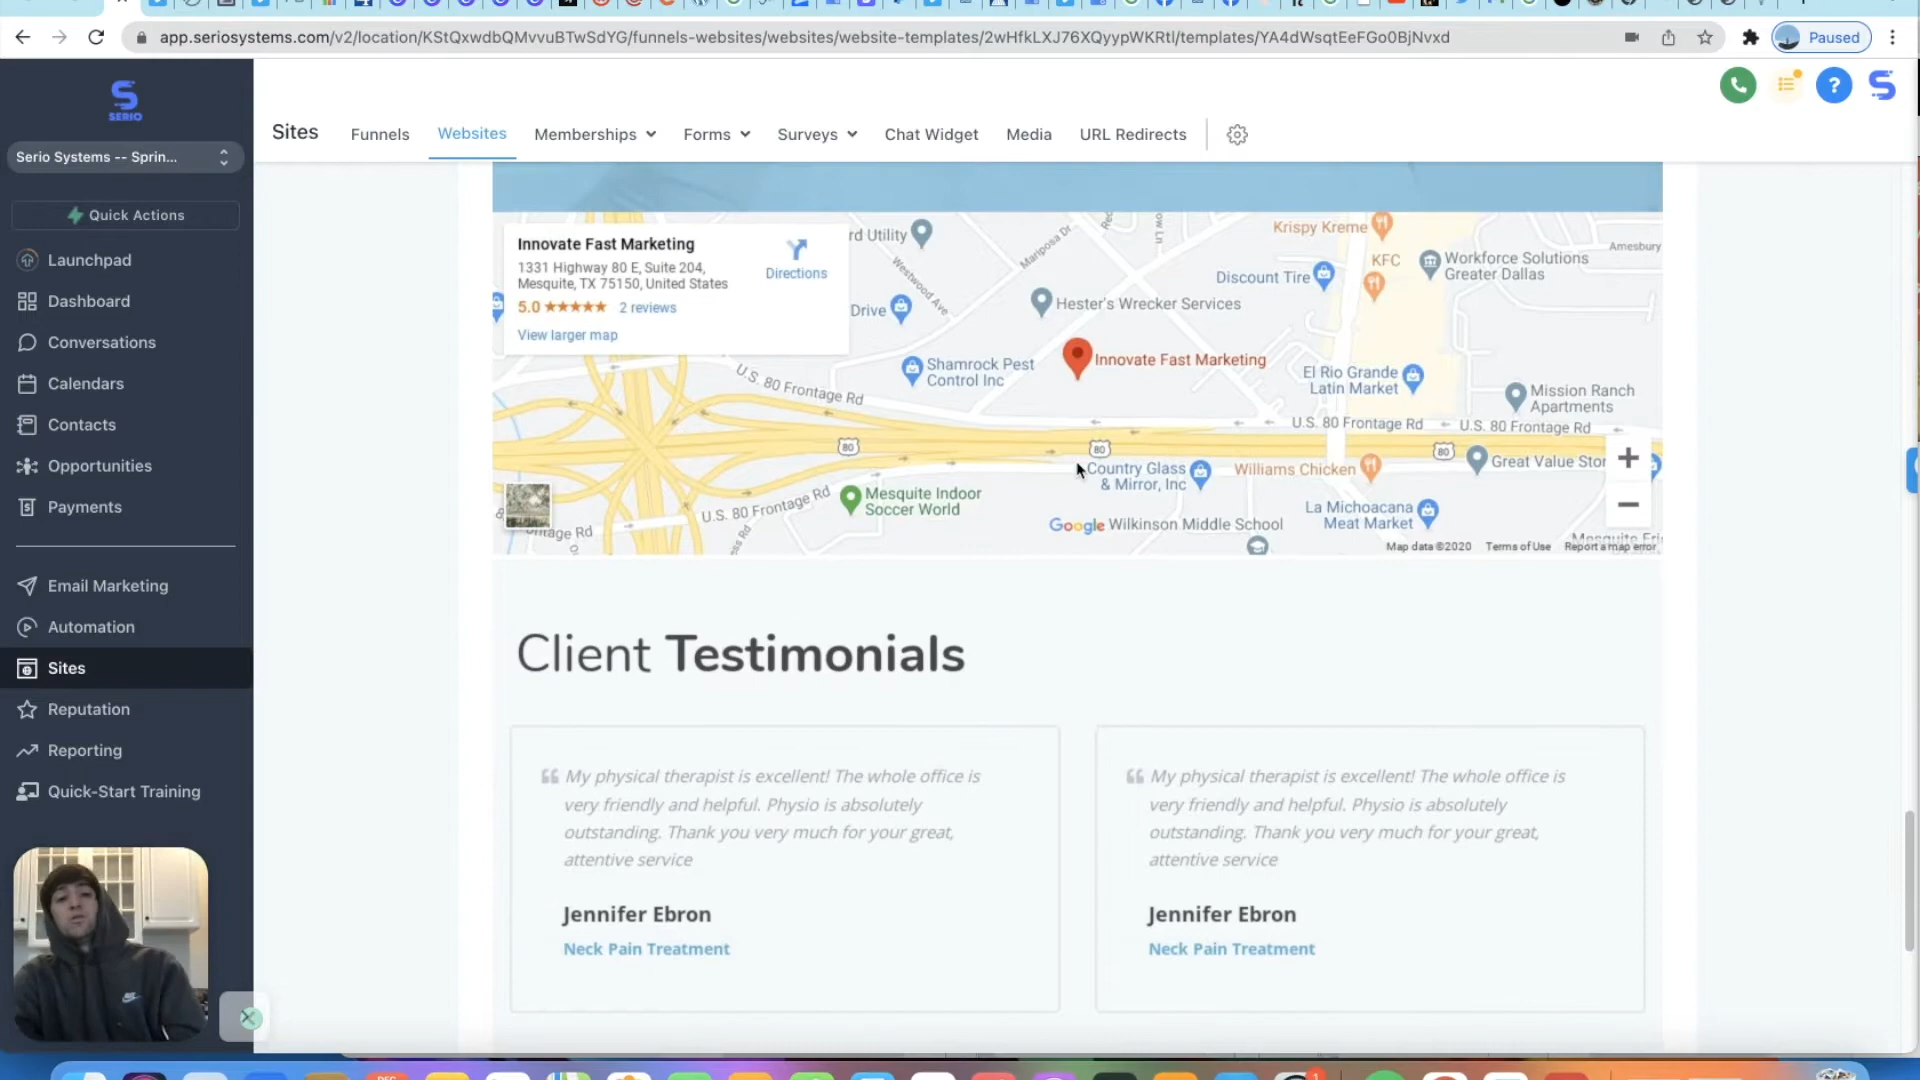 app.seriosystems.com/v2/location/KStQxwdbQMvvuBTwSdYG/funnels-websites/websites/website-templates/2wHfkLXJ76XQyypWKRtl/templates/YA4dWsqtEeFGo0BjNvxd
Paused
SERIO
Serio Systems -- Sprin...
Quick Actions
Launchpad
Dashboard
Conversations
Calendars
Contacts
Opportunities
Payments
Email Marketing
Automation
Sites
Reputation
Reporting
Quick-Start Training
Sites
Funnels
Websites
Memberships
Forms
Surveys
Chat Widget
Media
URL Redirects
Innovate Fast Marketing
1331 Highway 80 E, Suite 204,
Mesquite, TX 75150, United States
5.0 ★★★★★ 2 reviews
View larger map
Directions
rd Utility
Mariposa Dr
Westwood Ave
Drive
Krispy Kreme
Amesbury
KFC
Workforce Solutions
Greater Dallas
Discount Tire
Hester's Wrecker Services
Innovate Fast Marketing
Shamrock Pest
Control Inc
El Rio Grande
Latin Market
Mission Ranch
Apartments
U.S. 80 Frontage Rd
U.S. 80 Frontage Rd
U.S. 80 Frontage Rd
80
80
80
Country Glass
& Mirror, Inc
Williams Chicken
Great Value Stor
Mesquite Indoor
Soccer World
U.S. 80 Frontage Rd
ntage Rd
La Michoacana
Meat Market
Google
Wilkinson Middle School
Map data ©2020
Terms of Use
Report a map error
Client Testimonials
My physical therapist is excellent! The whole office is
very friendly and helpful. Physio is absolutely
outstanding. Thank you very much for your great,
attentive service
Jennifer Ebron
Neck Pain Treatment
My physical therapist is excellent! The whole office is
very friendly and helpful. Physio is absolutely
outstanding. Thank you very much for your great,
attentive service
Jennifer Ebron
Neck Pain Treatment